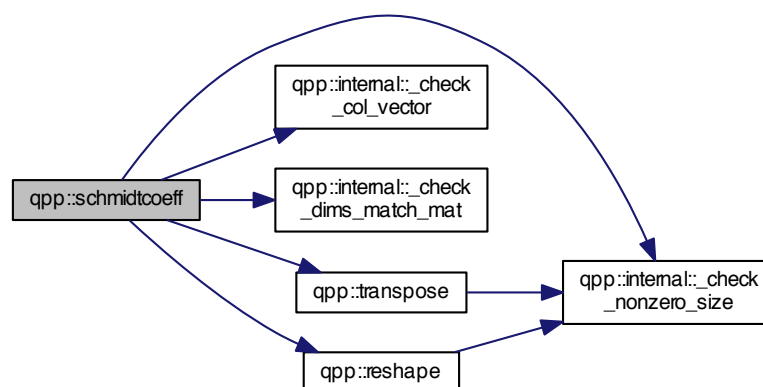 qpp::schmidtcoeff
qpp::internal::_check
_col_vector
qpp::internal::_check
_dims_match_mat
qpp::transpose
qpp::reshape
qpp::internal::_check
_nonzero_size